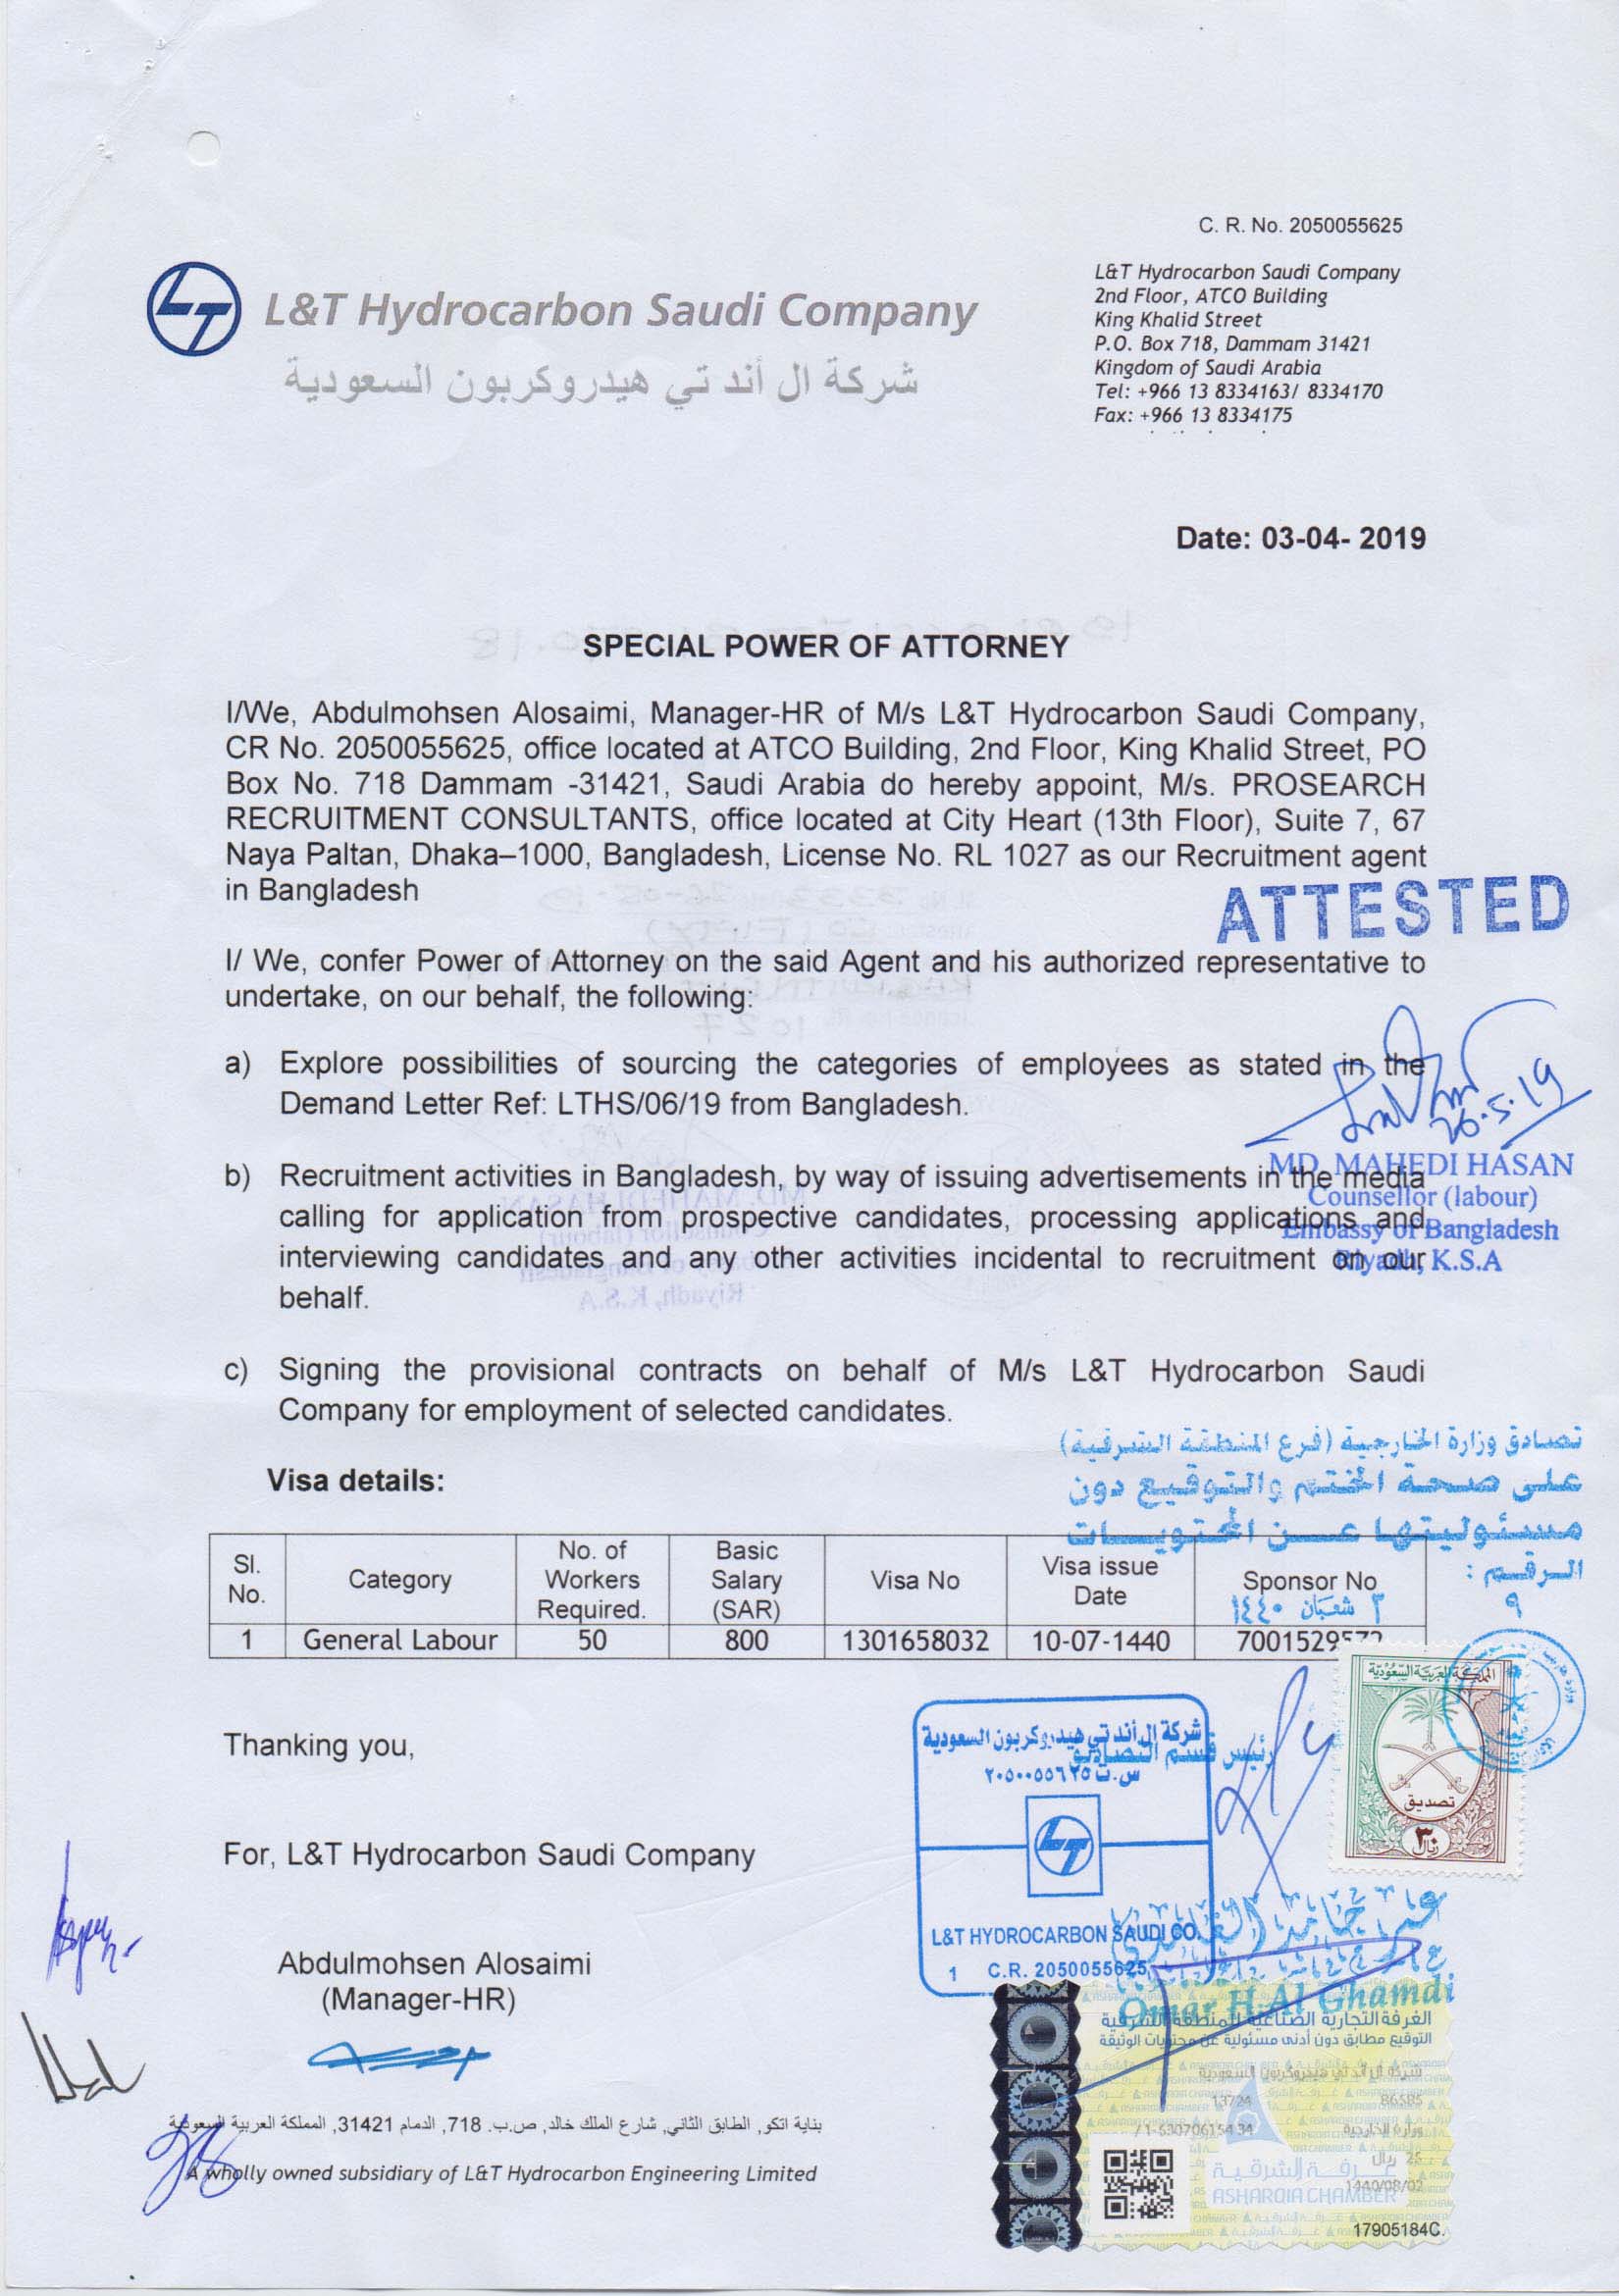 C. R. No. 2050055625
L&T Hydrocarbon Saudi Company
شركة ال أند تي هيدروكربون السعودية
L&T Hydrocarbon Saudi Company
2nd Floor, ATCO Building
King Khalid Street
P.O. Box 718, Dammam 31421
Kingdom of Saudi Arabia
Tel: +966 13 8334163/ 8334170
Fax: +966 13 8334175
Date: 03-04- 2019
SPECIAL POWER OF ATTORNEY
I/We, Abdulmohsen Alosaimi, Manager-HR of M/s L&T Hydrocarbon Saudi Company,
CR No. 2050055625, office located at ATCO Building, 2nd Floor, King Khalid Street, PO
Box No. 718 Dammam -31421, Saudi Arabia do hereby appoint, M/s. PROSEARCH
RECRUITMENT CONSULTANTS, office located at City Heart (13th Floor), Suite 7, 67
Naya Paltan, Dhaka–1000, Bangladesh, License No. RL 1027 as our Recruitment agent
in Bangladesh
ATTESTED
I/ We, confer Power of Attorney on the said Agent and his authorized representative to
undertake, on our behalf, the following:
a) Explore possibilities of sourcing the categories of employees as stated in the
Demand Letter Ref: LTHS/06/19 from Bangladesh.
26.5.19
MD. MAHEDI HASAN
Counsellor (labour)
Embassy of Bangladesh
Riyadh, K.S.A
b) Recruitment activities in Bangladesh, by way of issuing advertisements in the media
calling for application from prospective candidates, processing applications and
interviewing candidates and any other activities incidental to recruitment on our
behalf.
c) Signing the provisional contracts on behalf of M/s L&T Hydrocarbon Saudi
Company for employment of selected candidates.
تصادق وزارة الخارجية (فرع المنطقة الشرقية)
على صحة الختم والتوقيع دون
مسئوليتها عن المحتويات
الرقم :
٩
٣ شعبان ١٤٤٠
Visa details:
Sl. No. Category No. of Workers Required. Basic Salary (SAR) Visa No Visa issue Date Sponsor No
1 General Labour 50 800 1301658032 10-07-1440 7001529572
المملكة العربية السعودية
تصديق
٣٠
ريال
Thanking you,
شركة ال أند تي هيدروكربون السعودية
س.ت ٢٠٥٠٠٥٥٦٢٥
رئيس قسم التصاديق
LT
L&T HYDROCARBON SAUDI CO.
1 C.R. 2050055625
For, L&T Hydrocarbon Saudi Company
Abdulmohsen Alosaimi
(Manager-HR)
Omar H.Al Ghamdi
الغرفة التجارية الصناعية للمنطقة الشرقية
التوقيع مطابق دون أدنى مسئولية عن محتويات الوثيقة
شركة ال أند تي هيدروكربون السعودية
13724 86585
وزارة الخارجية
25 ريال
1440/08/02
غرفة الشرقية
ASHARQIA CHAMBER
17905184C.
بناية اتكو, الطابق الثاني, شارع الملك خالد, ص.ب. 718, الدمام 31421, المملكة العربية السعودية
A wholly owned subsidiary of L&T Hydrocarbon Engineering Limited